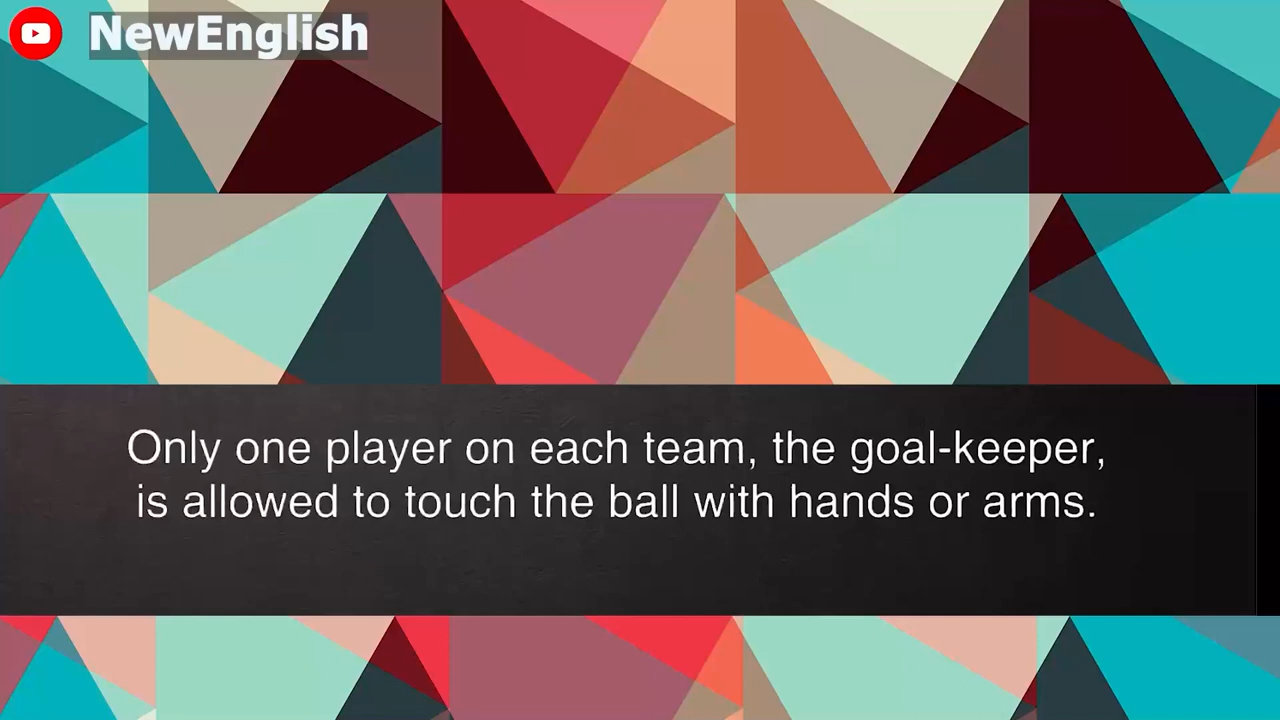 NewEnglish
Only one player on each team, the goal-keeper,
is allowed to touch the ball with hands or arms.